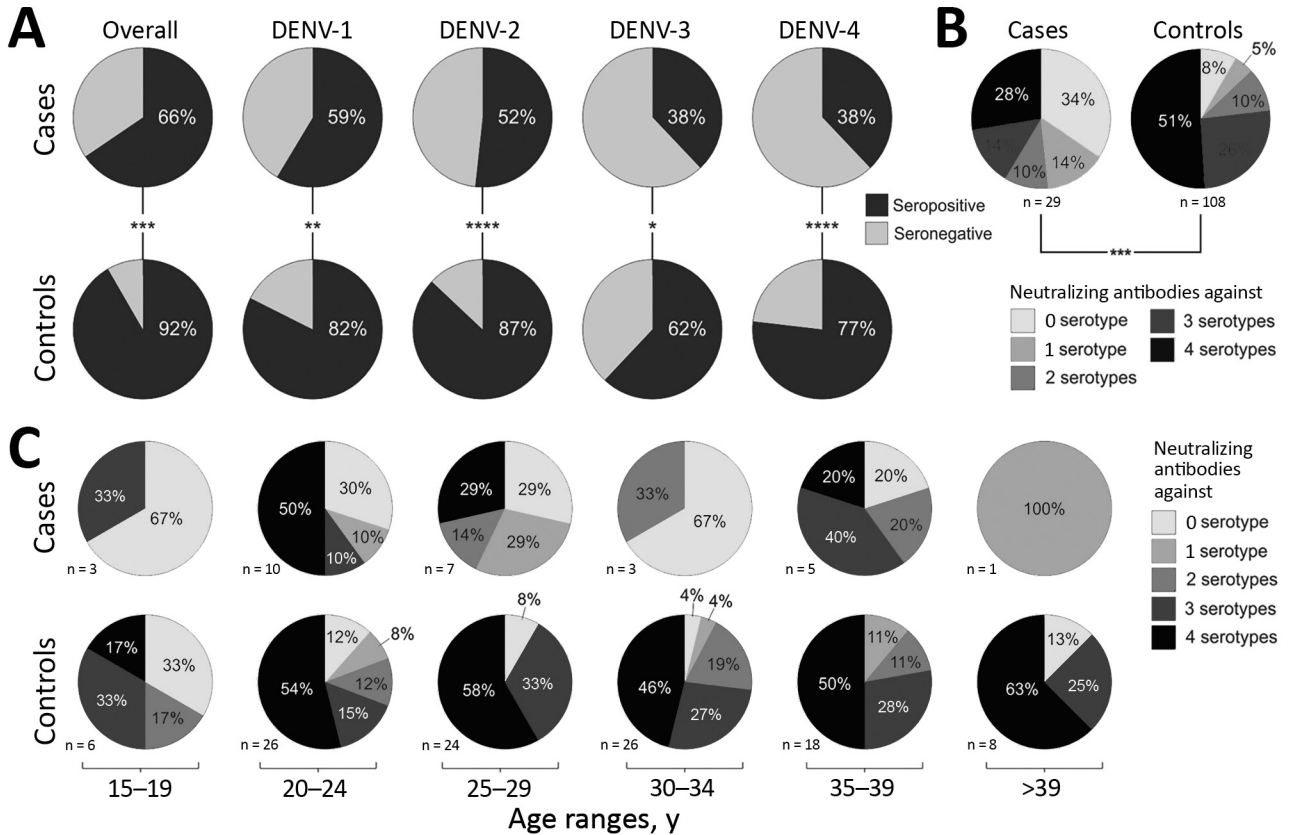 A
Overall DENV-1 DENV-2 DENV-3 DENV-4
Cases
66% 59% 52% 38% 38%
*** ** **** * ****
Seropositive
Seronegative
Controls
92% 82% 87% 62% 77%
B
Cases Controls
28% 34% 14% 10% 14%
8% 5% 10% 26% 51%
n = 29 n = 108
***
Neutralizing antibodies against
0 serotype 3 serotypes
1 serotype 4 serotypes
2 serotypes
C
Cases
33% 67%
n = 3
50% 30% 10% 10%
n = 10
29% 29% 14% 29%
n = 7
33% 67%
n = 3
20% 20% 20% 40%
n = 5
100%
n = 1
Controls
17% 33% 33% 17%
n = 6
12% 8% 12% 15% 54%
n = 26
8% 33% 58%
n = 24
4% 4% 19% 27% 46%
n = 26
11% 11% 28% 50%
n = 18
13% 25% 63%
n = 8
15–19 20–24 25–29 30–34 35–39 >39
Age ranges, y
Neutralizing
antibodies
against
0 serotype
1 serotype
2 serotypes
3 serotypes
4 serotypes